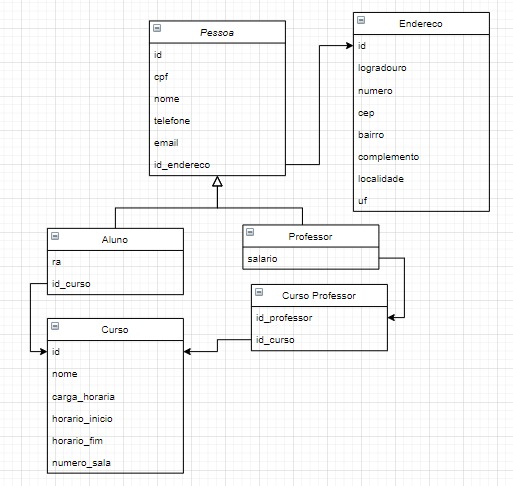 Pessoa
id
cpf
nome
telefone
email
id_endereco
Endereco
id
logradouro
numero
cep
bairro
complemento
localidade
uf
Aluno
ra
id_curso
Professor
salario
Curso Professor
id_professor
id_curso
Curso
id
nome
carga_horaria
horario_inicio
horario_fim
numero_sala